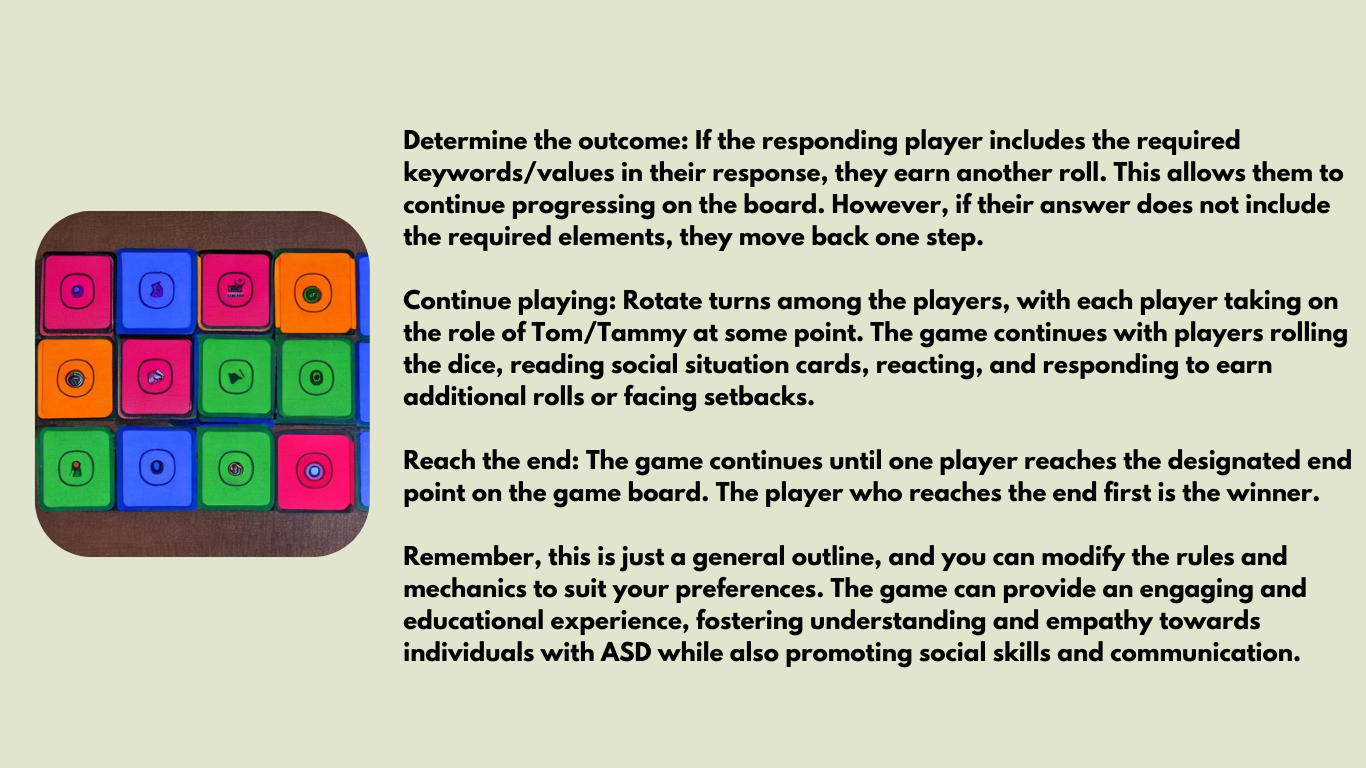 Determine the outcome: If the responding player includes the required
keywords/values in their response, they earn another roll. This allows them to
continue progressing on the board. However, if their answer does not include
the required elements, they move back one step.
Continue playing: Rotate turns among the players, with each player taking on
the role of Tom/Tammy at some point. The game continues with players rolling
the dice, reading social situation cards, reacting, and responding to earn
additional rolls or facing setbacks.
Reach the end: The game continues until one player reaches the designated end
point on the game board. The player who reaches the end first is the winner.
Remember, this is just a general outline, and you can modify the rules and
mechanics to suit your preferences. The game can provide an engaging and
educational experience, fostering understanding and empathy towards
individuals with ASD while also promoting social skills and communication.